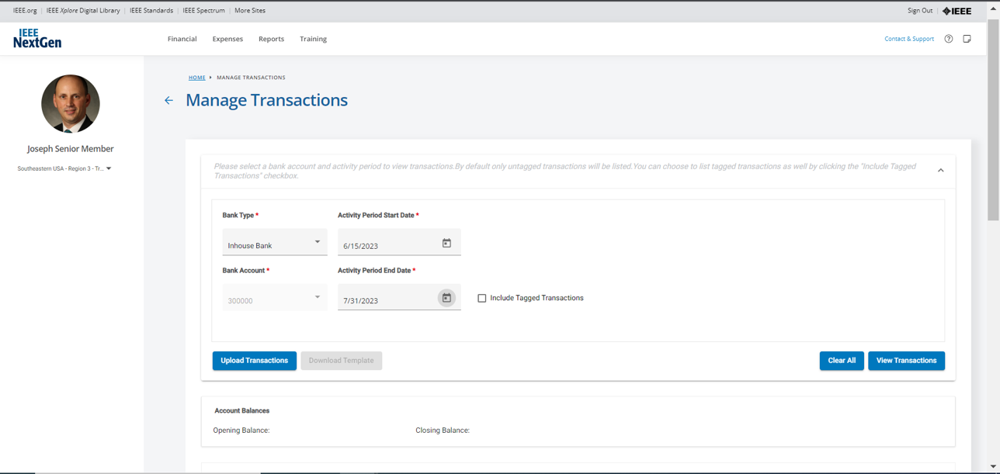 IEEE.org | IEEE Xplore Digital Library | IEEE Standards | IEEE Spectrum | More Sites
Sign Out | IEEE
IEEE
NextGen
Financial Expenses Reports Training
Contact & Support
Joseph Senior Member
Southeastern USA - Region 3 - Tr...
HOME MANAGE TRANSACTIONS
Manage Transactions
Please select a bank account and activity period to view transactions.By default only untagged transactions will be listed.You can choose to list tagged transactions as well by clicking the "Include Tagged
Transactions" checkbox.
Bank Type * Activity Period Start Date *
Inhouse Bank 6/15/2023
Bank Account * Activity Period End Date *
300000 7/31/2023 Include Tagged Transactions
Upload Transactions Download Template Clear All View Transactions
Account Balances
Opening Balance: Closing Balance: